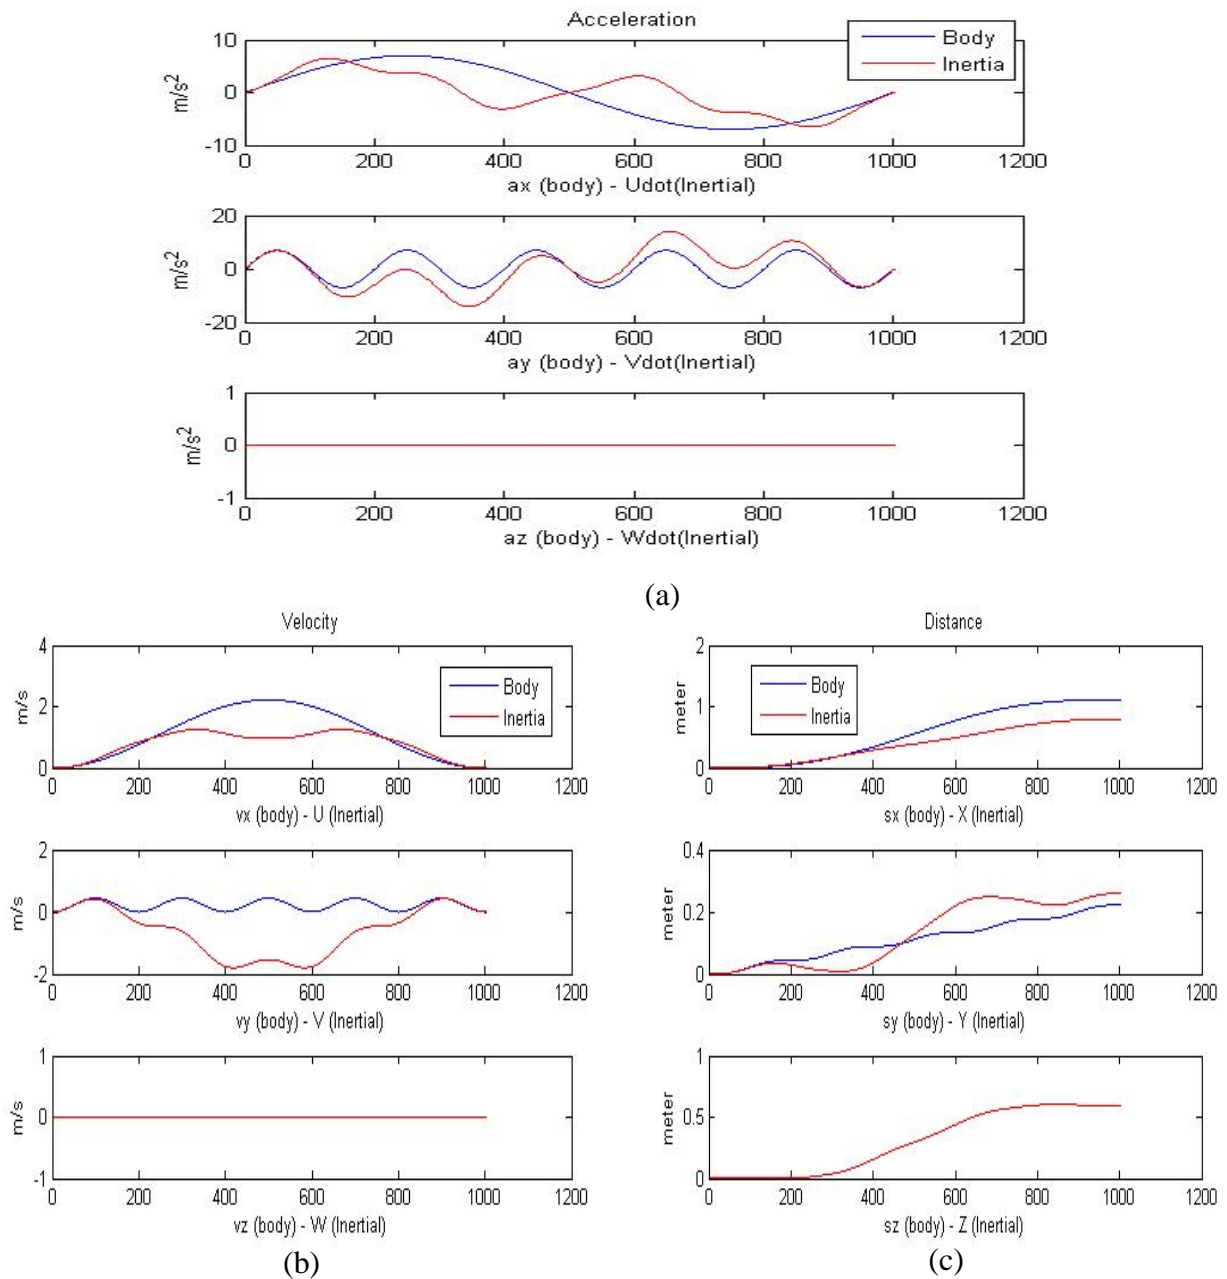 Acceleration
Body
Inertia
10
0
-10
m/s²
0 200 400 600 800 1000 1200
ax (body) - Udot(Inertial)
20
0
-20
m/s²
0 200 400 600 800 1000 1200
ay (body) - Vdot(Inertial)
1
0
-1
m/s²
0 200 400 600 800 1000 1200
az (body) - Wdot(Inertial)
(a)
Velocity
4
2
0
m/s
Body
Inertia
0 200 400 600 800 1000 1200
vx (body) - U (Inertial)
2
0
-2
m/s
0 200 400 600 800 1000 1200
vy (body) - V (Inertial)
1
0
-1
m/s
0 200 400 600 800 1000 1200
vz (body) - W (Inertial)
(b)
Distance
2
1
0
meter
Body
Inertia
0 200 400 600 800 1000 1200
sx (body) - X (Inertial)
0.4
0.2
0
meter
0 200 400 600 800 1000 1200
sy (body) - Y (Inertial)
1
0.5
0
meter
0 200 400 600 800 1000 1200
sz (body) - Z (Inertial)
(c)